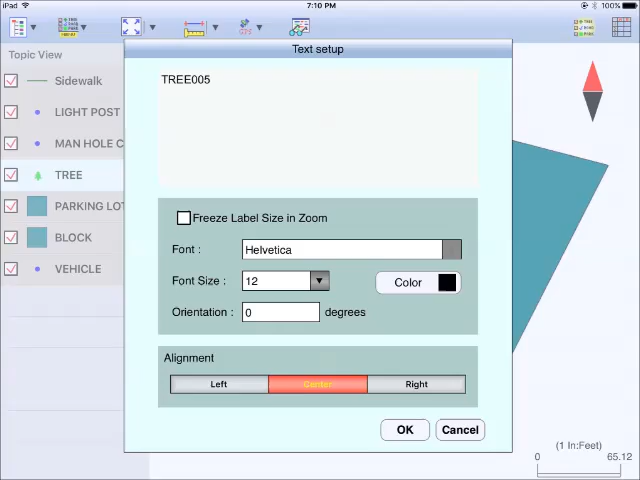 iPad
7:10 PM
100%
Text setup
Topic View
TREE005
Sidewalk
LIGHT POST
MAN HOLE C
TREE
PARKING LOT
BLOCK
VEHICLE
Freeze Label Size in Zoom
Font : Helvetica
Font Size : 12
Color
Orientation : 0 degrees
Alignment
Left Center Right
OK Cancel
(1 In:Feet)
0 65.12